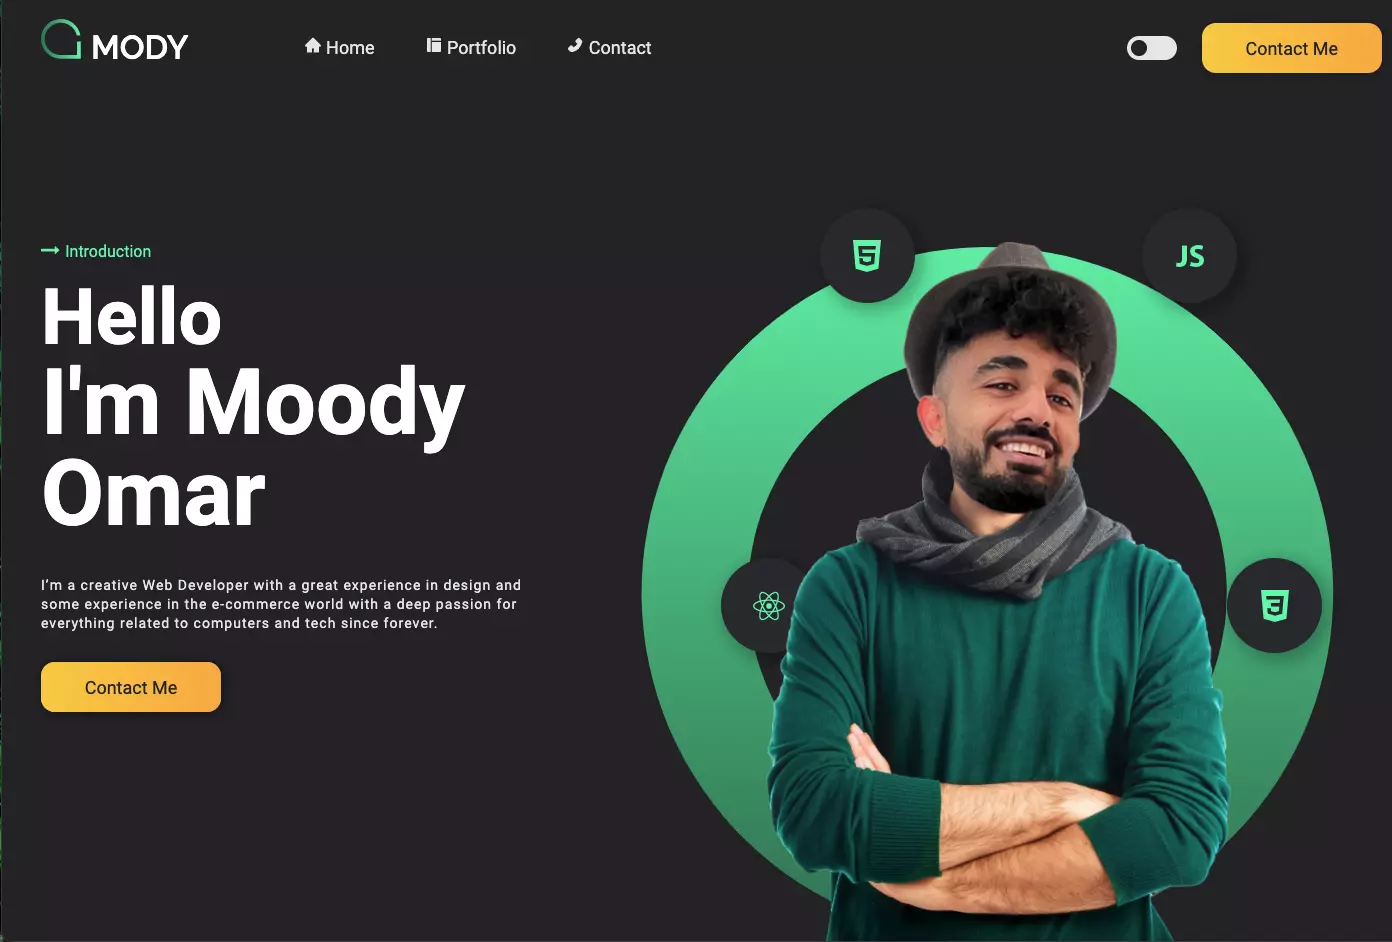 MODY
Home
Portfolio
Contact
Contact Me
Introduction
Hello
I'm Moody
Omar
I’m a creative Web Developer with a great experience in design and
some experience in the e-commerce world with a deep passion for
everything related to computers and tech since forever.
Contact Me
5
JS
3